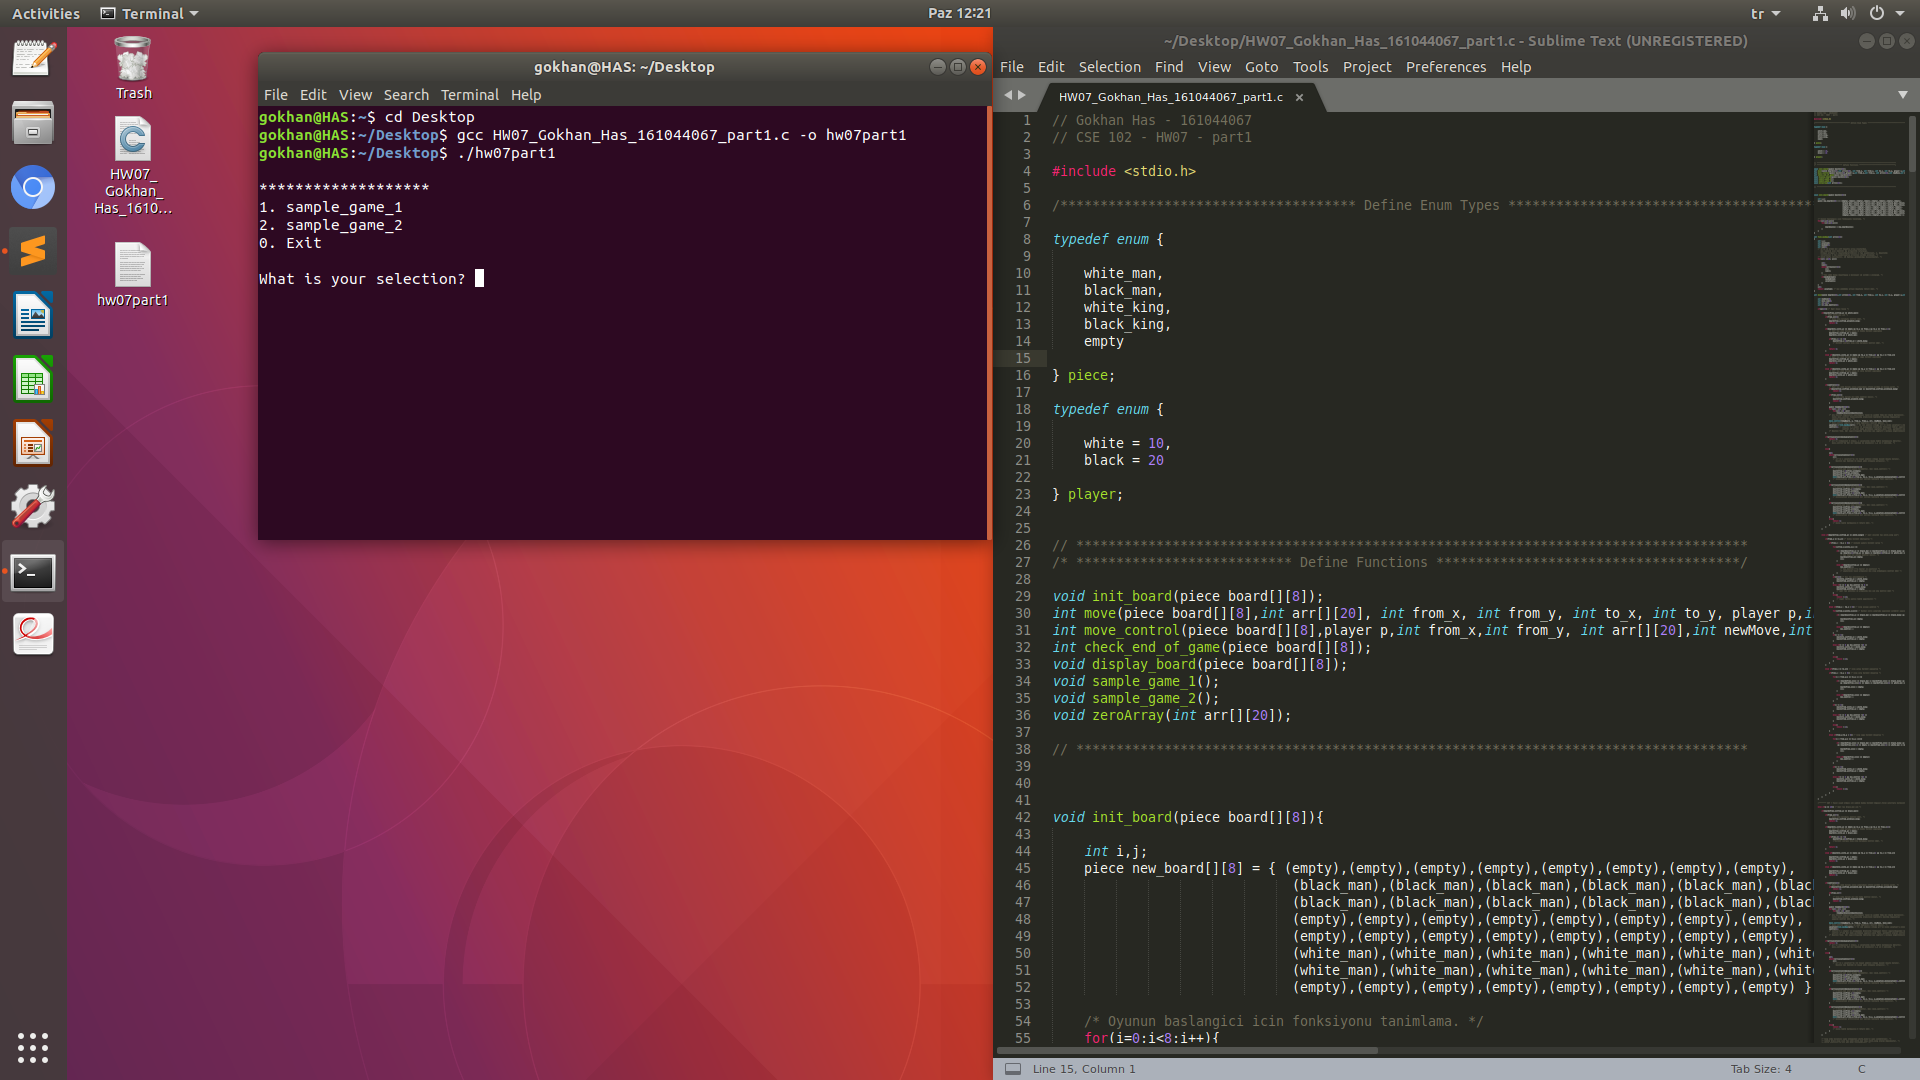 Activities
Terminal
Paz 12:21
tr
Trash
HW07_
Gokhan_
Has_1610…
hw07part1
gokhan@HAS: ~/Desktop
File Edit View Search Terminal Help
gokhan@HAS:~$ cd Desktop
gokhan@HAS:~/Desktop$ gcc HW07_Gokhan_Has_161044067_part1.c -o hw07part1
gokhan@HAS:~/Desktop$ ./hw07part1
*******************
1. sample_game_1
2. sample_game_2
0. Exit
What is your selection?
~/Desktop/HW07_Gokhan_Has_161044067_part1.c - Sublime Text (UNREGISTERED)
File Edit Selection Find View Goto Tools Project Preferences Help
HW07_Gokhan_Has_161044067_part1.c
1 // Gokhan Has - 161044067
2 // CSE 102 - HW07 - part1
3
4 #include <stdio.h>
5
6 /************************************* Define Enum Types **************************************
7
8 typedef enum {
9
10 white_man,
11 black_man,
12 white_king,
13 black_king,
14 empty
15
16 } piece;
17
18 typedef enum {
19
20 white = 10,
21 black = 20
22
23 } player;
24
25
26 // ************************************************************************************
27 /* *************************** Define Functions **************************************/
28
29 void init_board(piece board[][8]);
30 int move(piece board[][8],int arr[][20], int from_x, int from_y, int to_x, int to_y, player p,i
31 int move_control(piece board[][8],player p,int from_x,int from_y, int arr[][20],int newMove,int
32 int check_end_of_game(piece board[][8]);
33 void display_board(piece board[][8]);
34 void sample_game_1();
35 void sample_game_2();
36 void zeroArray(int arr[][20]);
37
38 // ************************************************************************************
39
40
41
42 void init_board(piece board[][8]){
43
44 int i,j;
45 piece new_board[][8] = { (empty),(empty),(empty),(empty),(empty),(empty),(empty),(empty),
46 (black_man),(black_man),(black_man),(black_man),(black_man),(blac
47 (black_man),(black_man),(black_man),(black_man),(black_man),(blac
48 (empty),(empty),(empty),(empty),(empty),(empty),(empty),(empty),
49 (empty),(empty),(empty),(empty),(empty),(empty),(empty),(empty),
50 (white_man),(white_man),(white_man),(white_man),(white_man),(whit
51 (white_man),(white_man),(white_man),(white_man),(white_man),(whit
52 (empty),(empty),(empty),(empty),(empty),(empty),(empty),(empty) }
53
54 /* Oyunun baslangici icin fonksiyonu tanimlama. */
55 for(i=0;i<8;i++){
Line 15, Column 1
Tab Size: 4
C